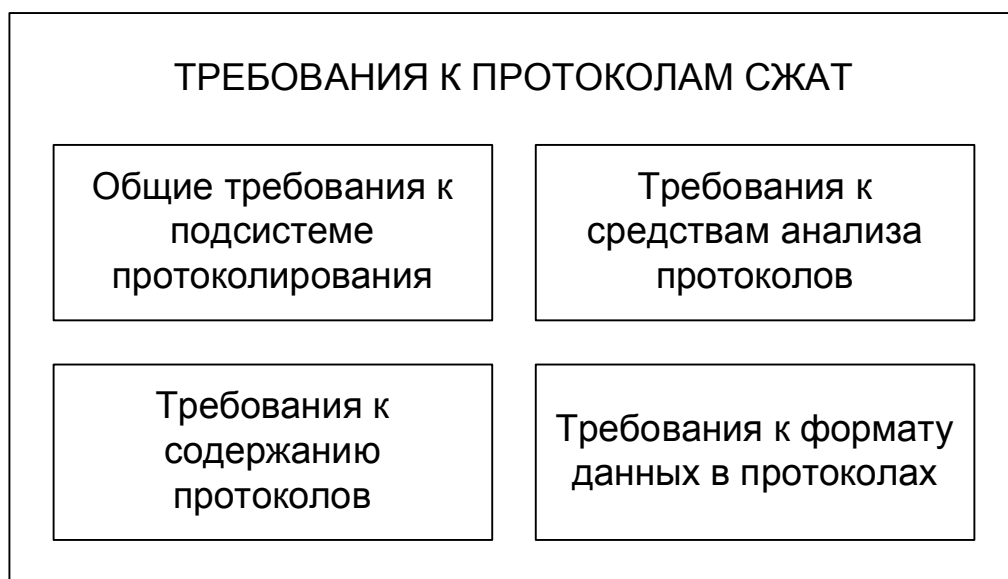 ТРЕБОВАНИЯ К ПРОТОКОЛАМ СЖАТ
Общие требования к
подсистеме
протоколирования
Требования к
средствам анализа
протоколов
Требования к
содержанию
протоколов
Требования к формату
данных в протоколах